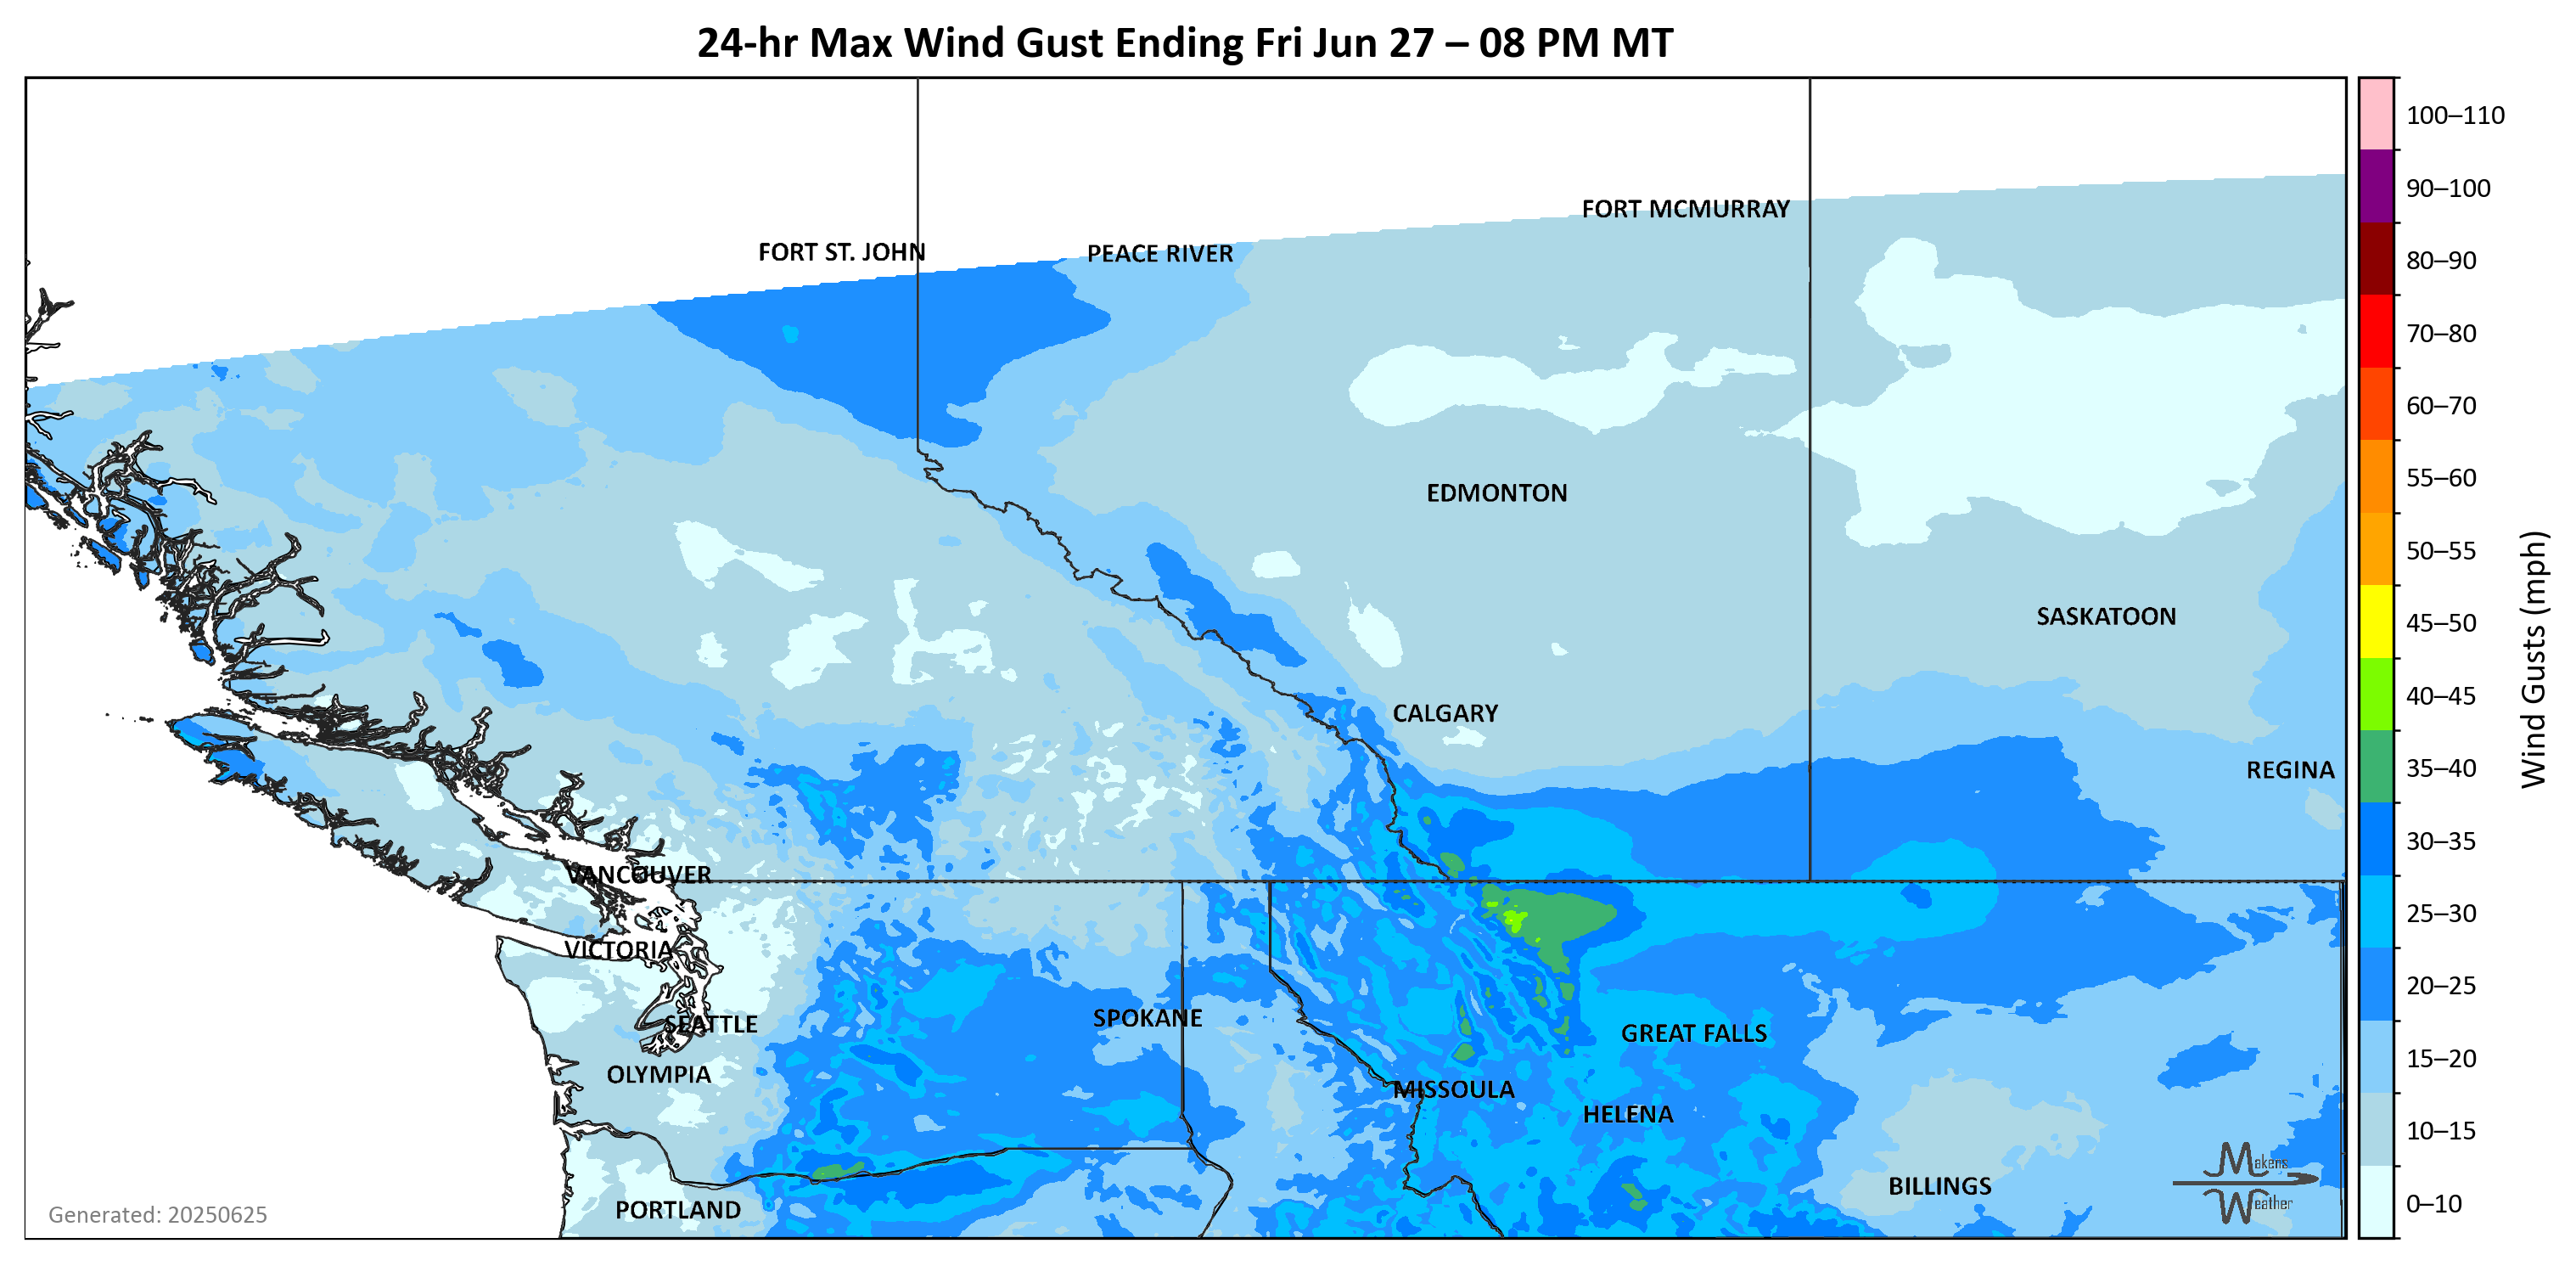 24-hr Max Wind Gust Ending Fri Jun 27 – 08 PM MT
100–110
90–100
80–90
70–80
60–70
55–60
50–55
45–50
40–45
35–40
30–35
25–30
20–25
15–20
10–15
0–10
Wind Gusts (mph)
FORT MCMURRAY
FORT ST. JOHN
PEACE RIVER
EDMONTON
SASKATOON
CALGARY
REGINA
VANCOUVER
VICTORIA
SEATTLE
SPOKANE
GREAT FALLS
OLYMPIA
MISSOULA
HELENA
BILLINGS
PORTLAND
Makens
Weather
Generated: 20250625